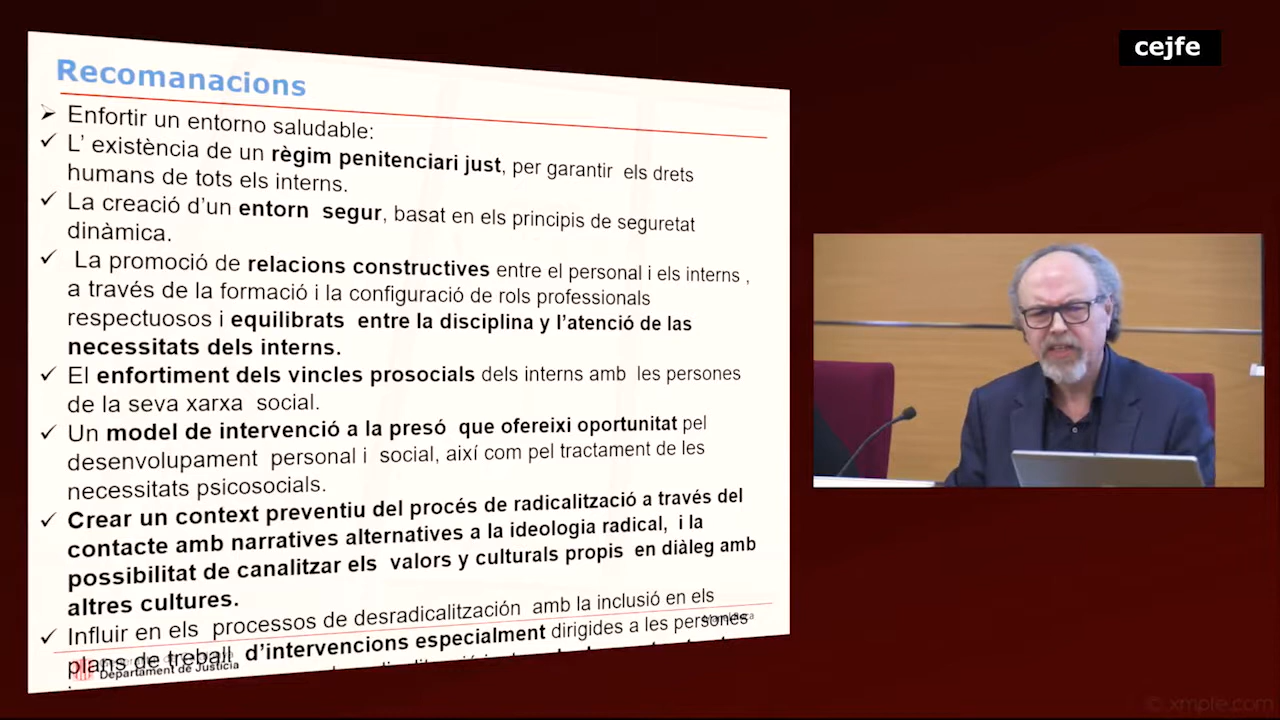 cejfe
Recomanacions
Enfortir un entorno saludable:
L' existència de un règim penitenciari just, per garantir els drets
humans de tots els interns.
La creació d'un entorn segur, basat en els principis de seguretat
dinàmica.
La promoció de relacions constructives entre el personal i els interns ,
a través de la formació i la configuració de rols professionals
respectuosos i equilibrats entre la disciplina y l'atenció de las
necessitats dels interns.
El enfortiment dels vincles prosocials dels interns amb les persones
de la seva xarxa social.
Un model de intervenció a la presó que ofereixi oportunitat pel
desenvolupament personal i social, així com pel tractament de les
necessitats psicosocials.
Crear un context preventiu del procés de radicalització a través del
contacte amb narratives alternatives a la ideologia radical, i la
possibilitat de canalitzar els valors y culturals propis en diàleg amb
altres cultures.
Influir en els processos de desradicalització amb la inclusió en els
plans de treball d'intervencions especialment dirigides a les persones
Departament de Justícia
© xmple.com